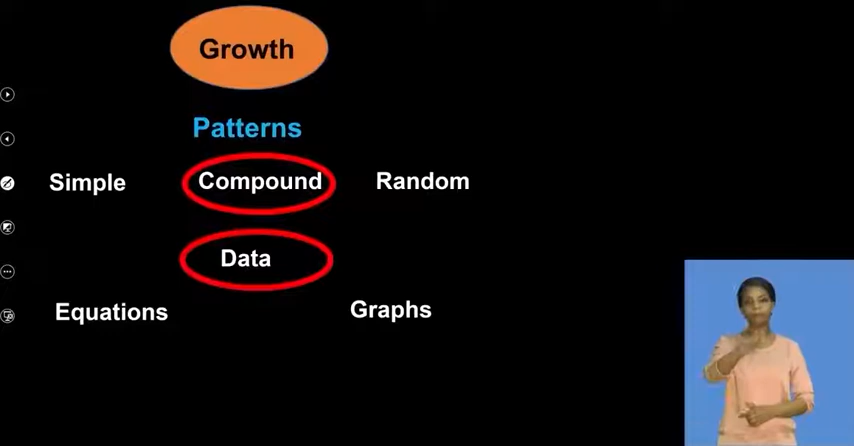 Growth
Patterns
Simple Compound Random
Data
Equations Graphs